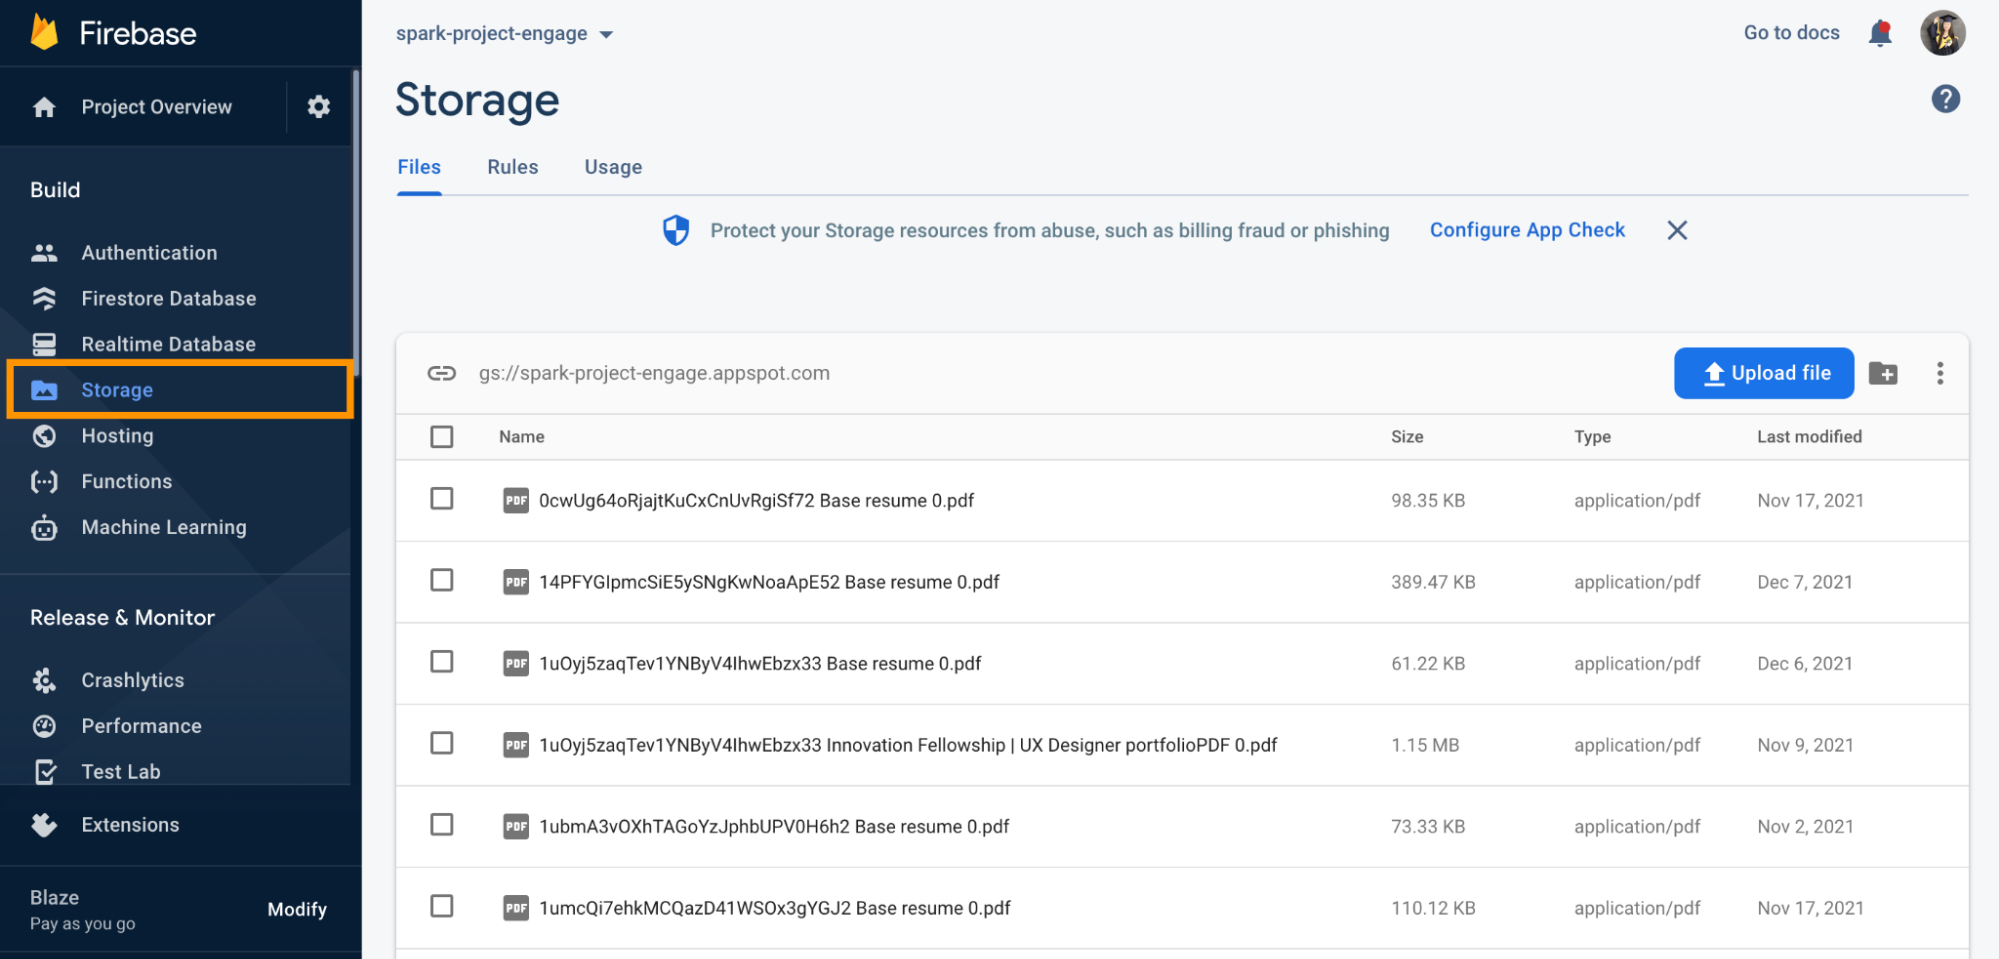 Firebase
Project Overview
Build
Authentication
Firestore Database
Realtime Database
Storage
Hosting
Functions
Machine Learning
Release & Monitor
Crashlytics
Performance
Test Lab
Extensions
Blaze
Pay as you go
Modify
spark-project-engage
Go to docs
Storage
?
Files Rules Usage
Protect your Storage resources from abuse, such as billing fraud or phishing Configure App Check
gs://spark-project-engage.appspot.com
Upload file
Name Size Type Last modified
PDF 0cwUg64oRjajtKuCxCnUvRgiSf72 Base resume 0.pdf 98.35 KB application/pdf Nov 17, 2021
PDF 14PFYGIpmcSiE5ySNgKwNoaApE52 Base resume 0.pdf 389.47 KB application/pdf Dec 7, 2021
PDF 1uOyj5zaqTev1YNByV4IhwEbzx33 Base resume 0.pdf 61.22 KB application/pdf Dec 6, 2021
PDF 1uOyj5zaqTev1YNByV4IhwEbzx33 Innovation Fellowship | UX Designer portfolioPDF 0.pdf 1.15 MB application/pdf Nov 9, 2021
PDF 1ubmA3vOXhTAGoYzJphbUPV0H6h2 Base resume 0.pdf 73.33 KB application/pdf Nov 2, 2021
PDF 1umcQi7ehkMCQazD41WSOx3gYGJ2 Base resume 0.pdf 110.12 KB application/pdf Nov 17, 2021